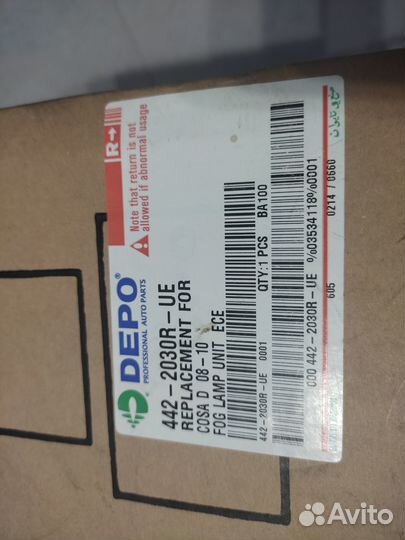 R→
Note that return is not
allowed if abnormal usage
DEPO®
PROFESSIONAL AUTO PARTS
442-2030R-UE
REPLACEMENT FOR
COSA D 08-10
FOG LAMP UNIT ECE
442-2030R-UE 0001
QTY:1 PCS BA100
000 442-2030R-UE %03534118%0001
605
0214 / 0660
Avito